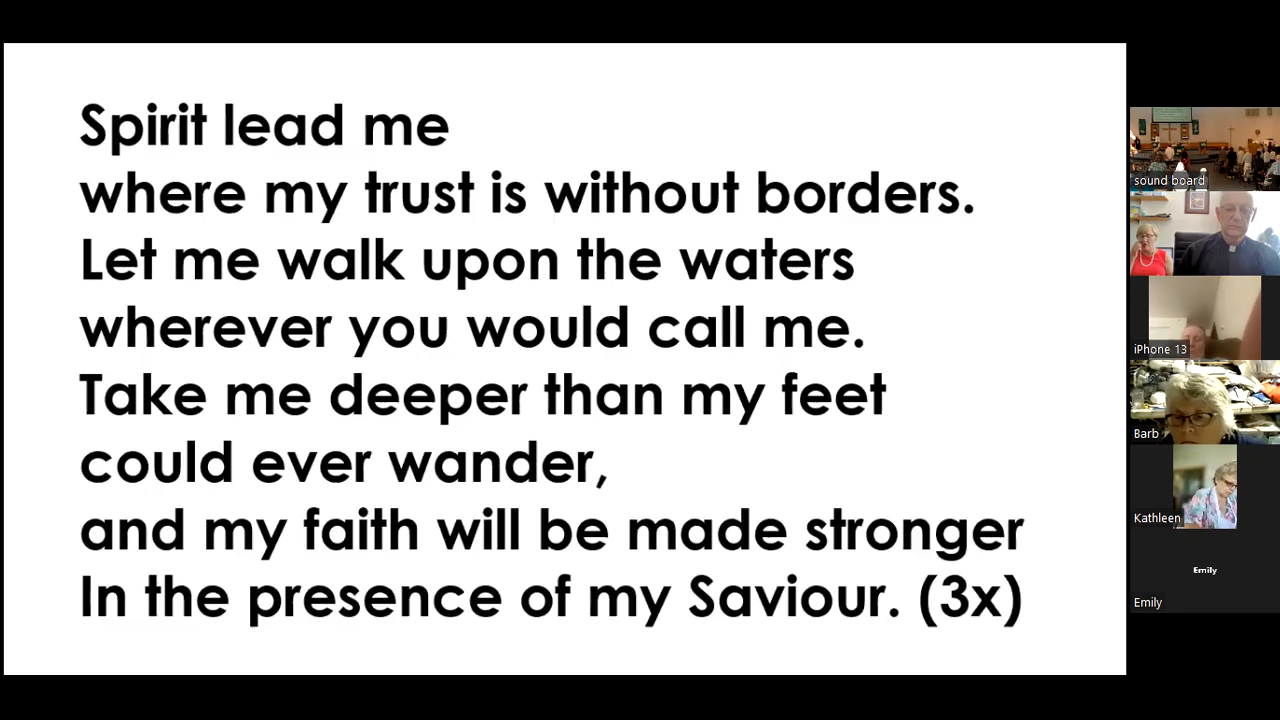 Spirit lead me
where my trust is without borders.
Let me walk upon the waters
wherever you would call me.
Take me deeper than my feet
could ever wander,
and my faith will be made stronger
In the presence of my Saviour. (3x)
sound board
iPhone 13
Barb
Kathleen
Emily
Emily